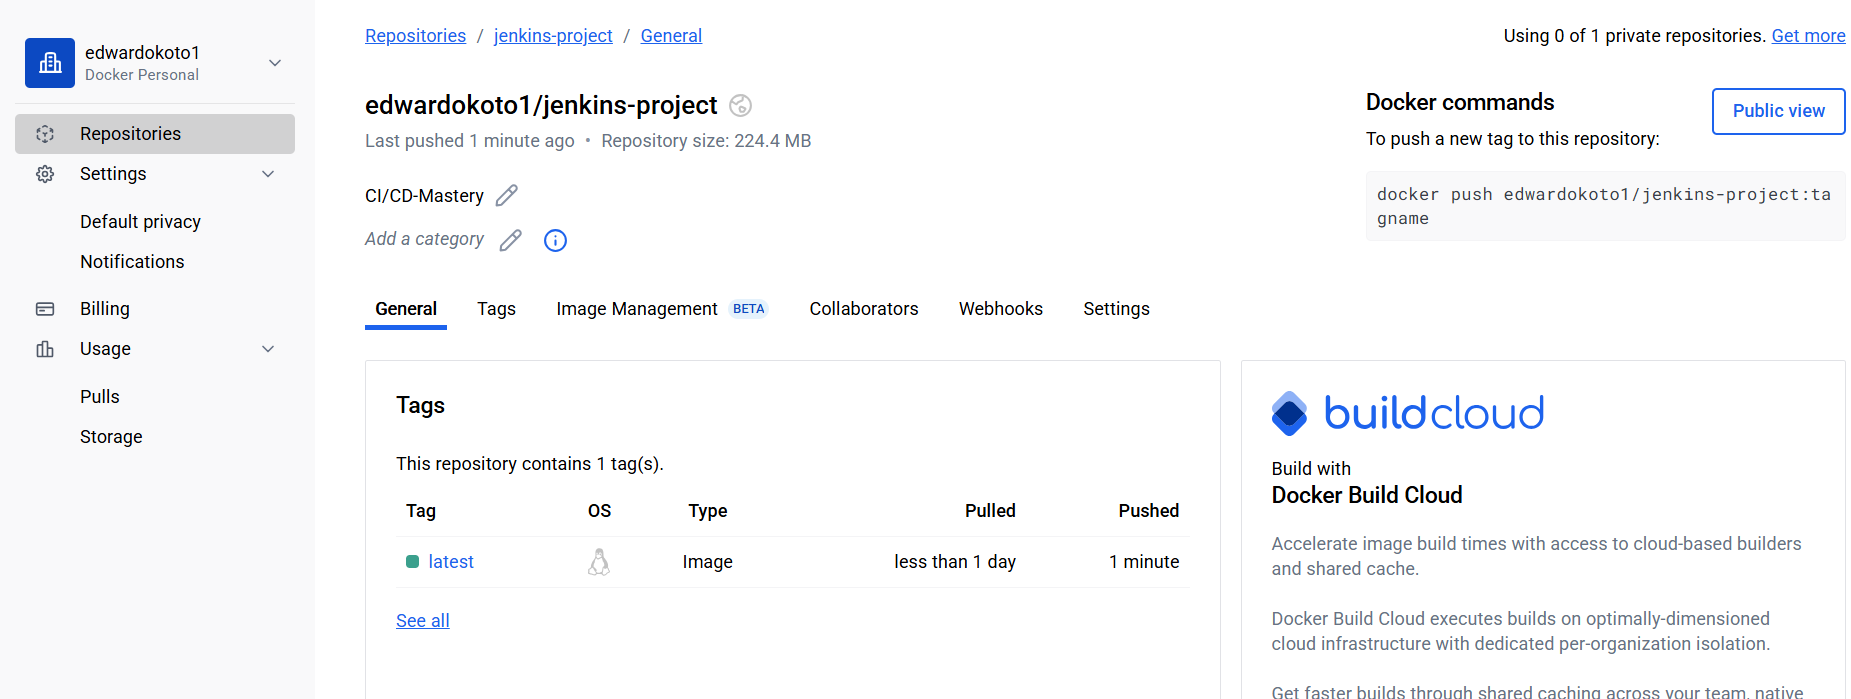 edwardokoto1
Docker Personal
Repositories
Settings
Default privacy
Notifications
Billing
Usage
Pulls
Storage
Repositories / jenkins-project / General
Using 0 of 1 private repositories. Get more
edwardokoto1/jenkins-project
Last pushed 1 minute ago • Repository size: 224.4 MB
CI/CD-Mastery
Add a category
Docker commands
Public view
To push a new tag to this repository:
docker push edwardokoto1/jenkins-project:ta
gname
General Tags Image Management BETA Collaborators Webhooks Settings
Tags
This repository contains 1 tag(s).
Tag OS Type Pulled Pushed
latest Image less than 1 day 1 minute
See all
buildcloud
Build with
Docker Build Cloud
Accelerate image build times with access to cloud-based builders
and shared cache.
Docker Build Cloud executes builds on optimally-dimensioned
cloud infrastructure with dedicated per-organization isolation.
Get faster builds through shared caching across your team, native